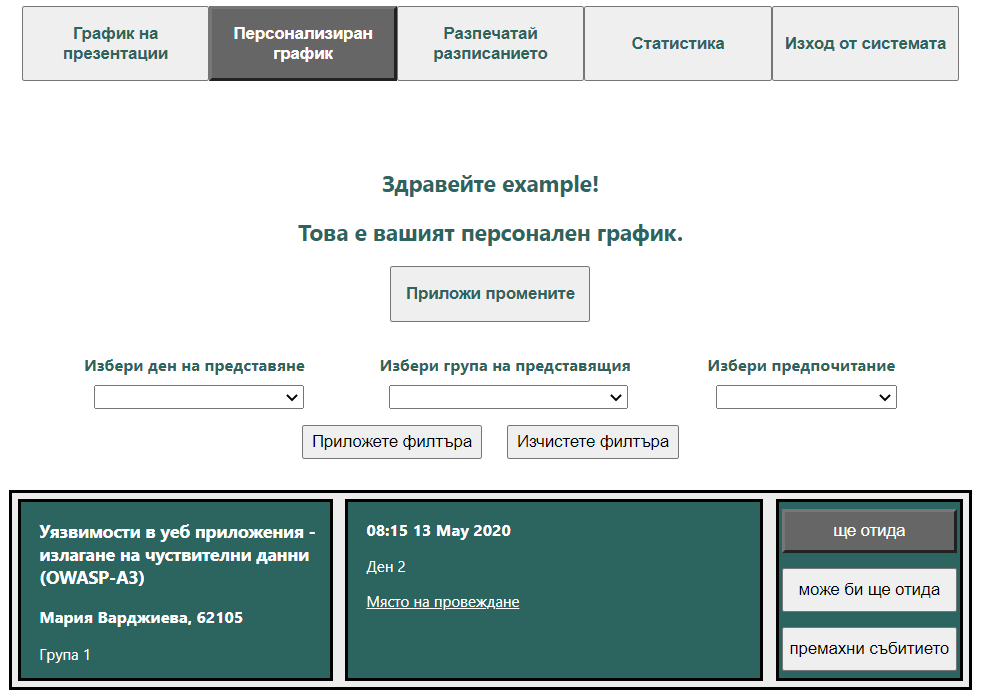 График на презентации
Персонализиран график
Разпечатай разписанието
Статистика
Изход от системата
Здравейте example!
Това е вашият персонален график.
Приложи промените
Избери ден на представяне
Избери група на представящия
Избери предпочитание
Приложете филтъра
Изчистете филтъра
Уязвимости в уеб приложения -
излагане на чуствителни данни
(OWASP-A3)
Мария Варджиева, 62105
Група 1
08:15 13 May 2020
Ден 2
Място на провеждане
ще отида
може би ще отида
премахни събитието